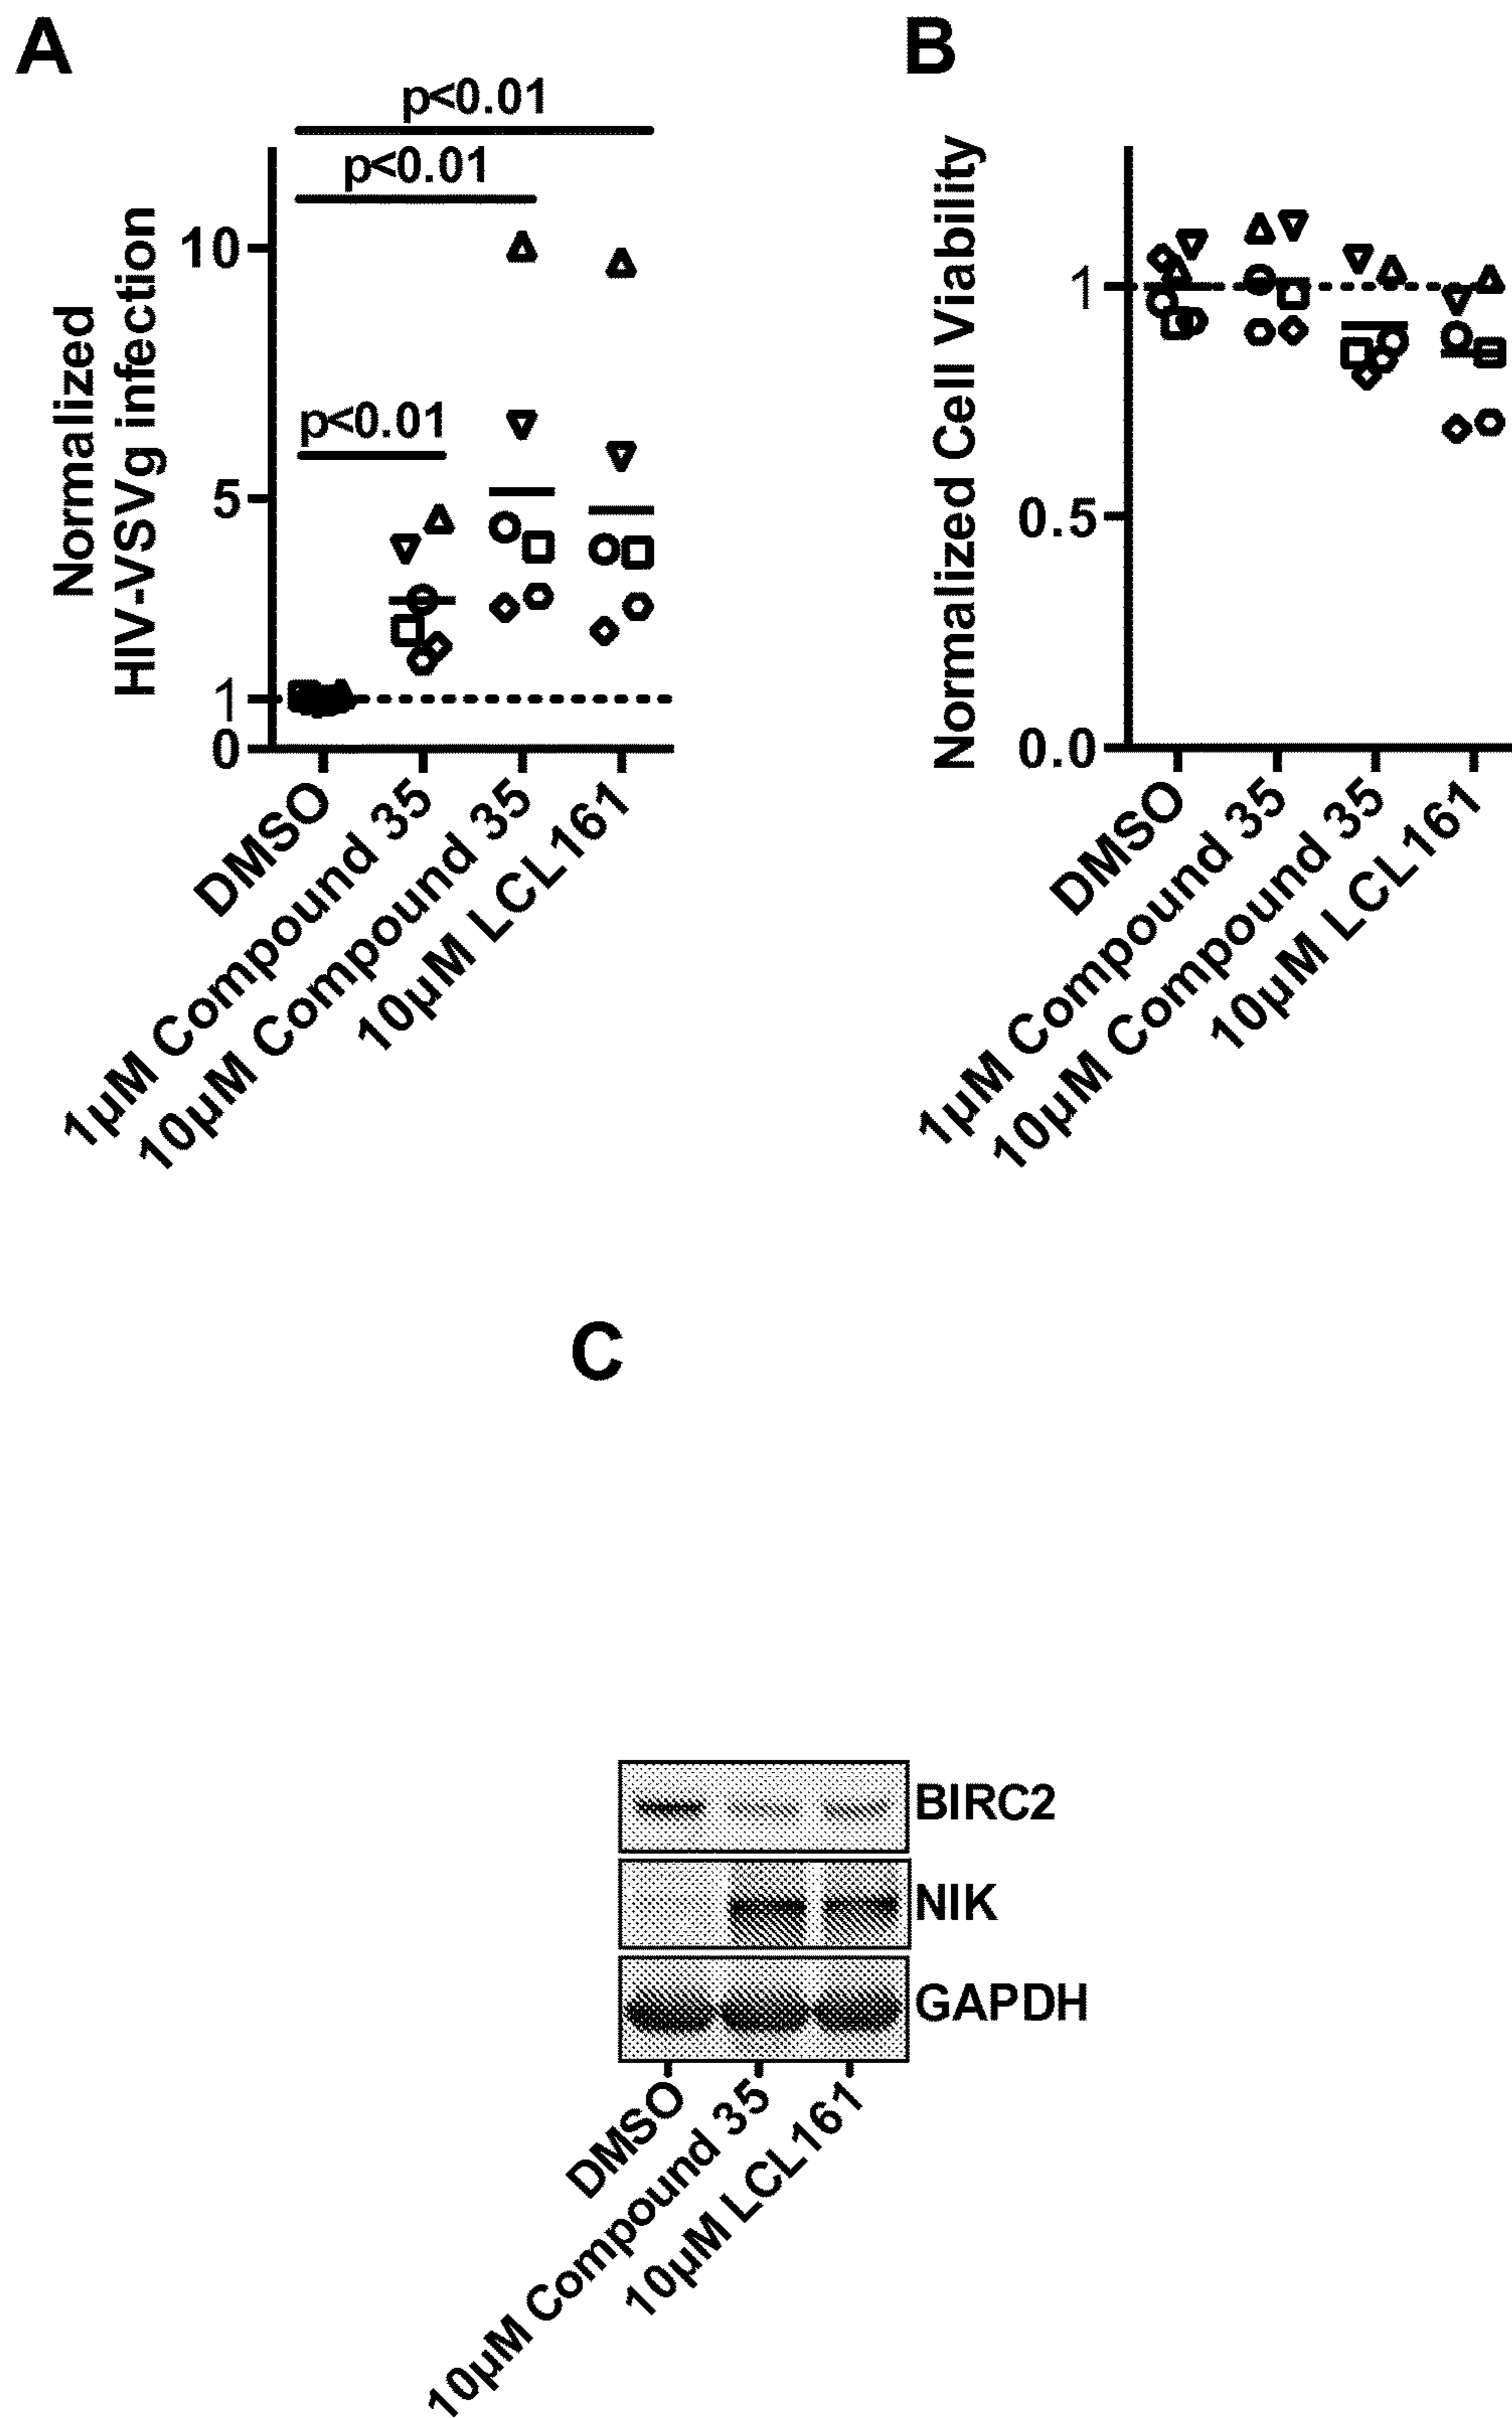 A
p<0.01
p<0.01
p<0.01
Normalized
HIV-VSVg infection
10
5
1
0
DMSO
1µM Compound 35
10µM Compound 35
10µM LCL161
B
Normalized Cell Viability
1
0.5
0.0
DMSO
1µM Compound 35
10µM Compound 35
10µM LCL161
C
BIRC2
NIK
GAPDH
DMSO
10µM Compound 35
10µM LCL161